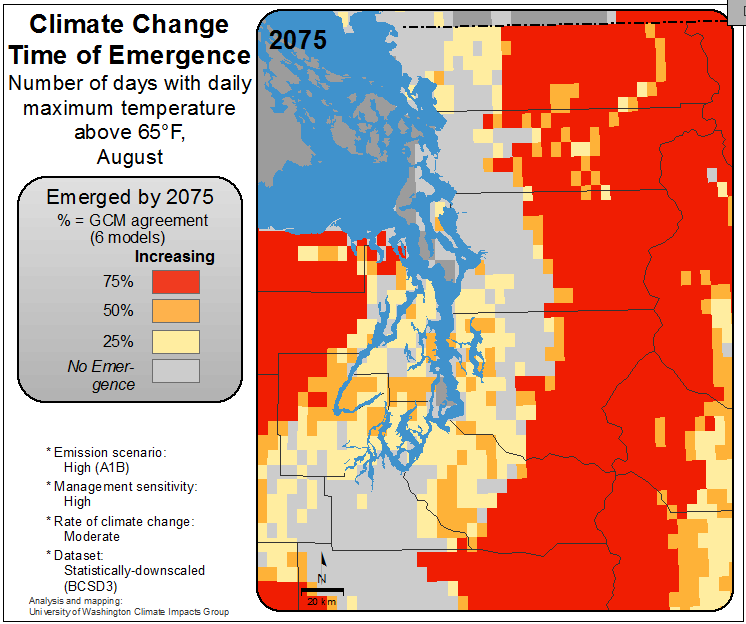 Climate Change
Time of Emergence
Number of days with daily
maximum temperature
above 65°F,
August
Emerged by 2075
% = GCM agreement
(6 models)
Increasing
75%
50%
25%
No Emer-
gence
* Emission scenario:
High (A1B)
* Management sensitivity:
High
* Rate of climate change:
Moderate
* Dataset:
Statistically-downscaled
(BCSD3)
Analysis and mapping:
University of Washington Climate Impacts Group
2075
N
20 km